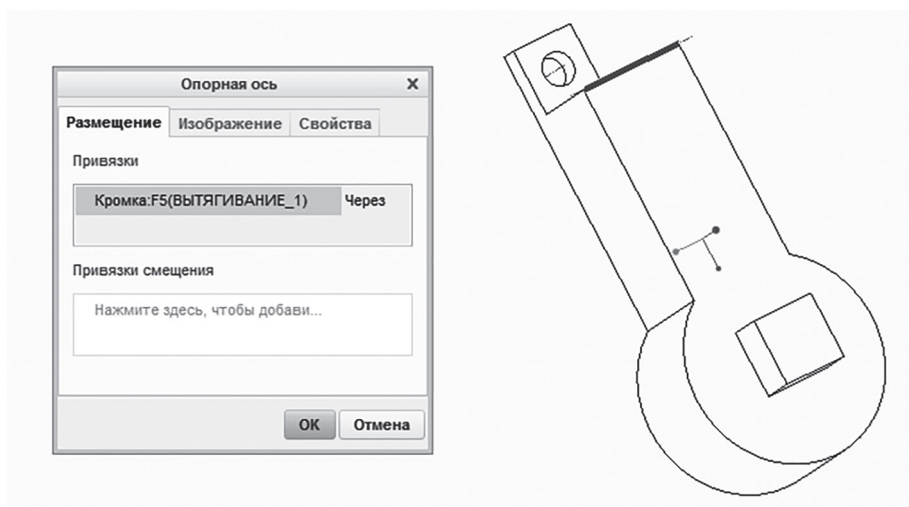 Опорная ось
Размещение Изображение Свойства
Привязки
Кромка:F5(ВЫТЯГИВАНИЕ_1) Через
Привязки смещения
Нажмите здесь, чтобы добави...
OK Отмена